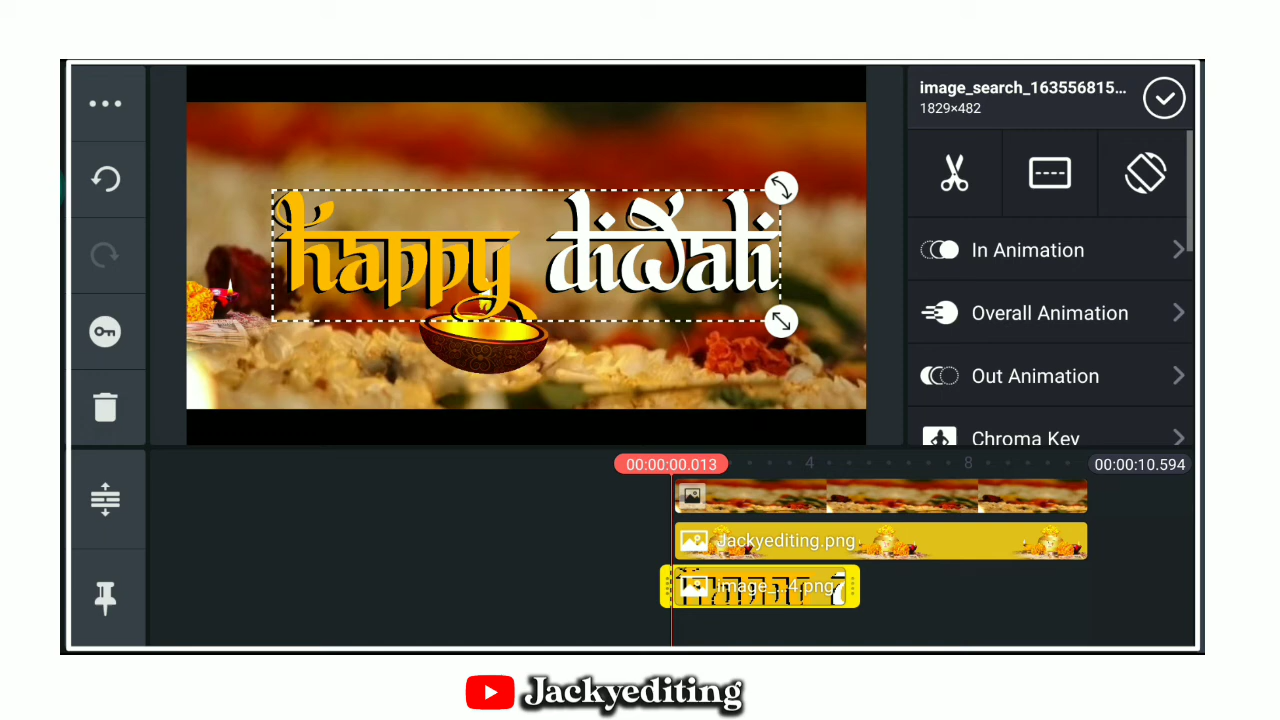 image_search_163556815...
1829×482
happy diwali
In Animation
Overall Animation
Out Animation
Chroma Key
00:00:00.013
4
8
00:00:10.594
Jackyediting.png
image_...4.png
Jackyediting